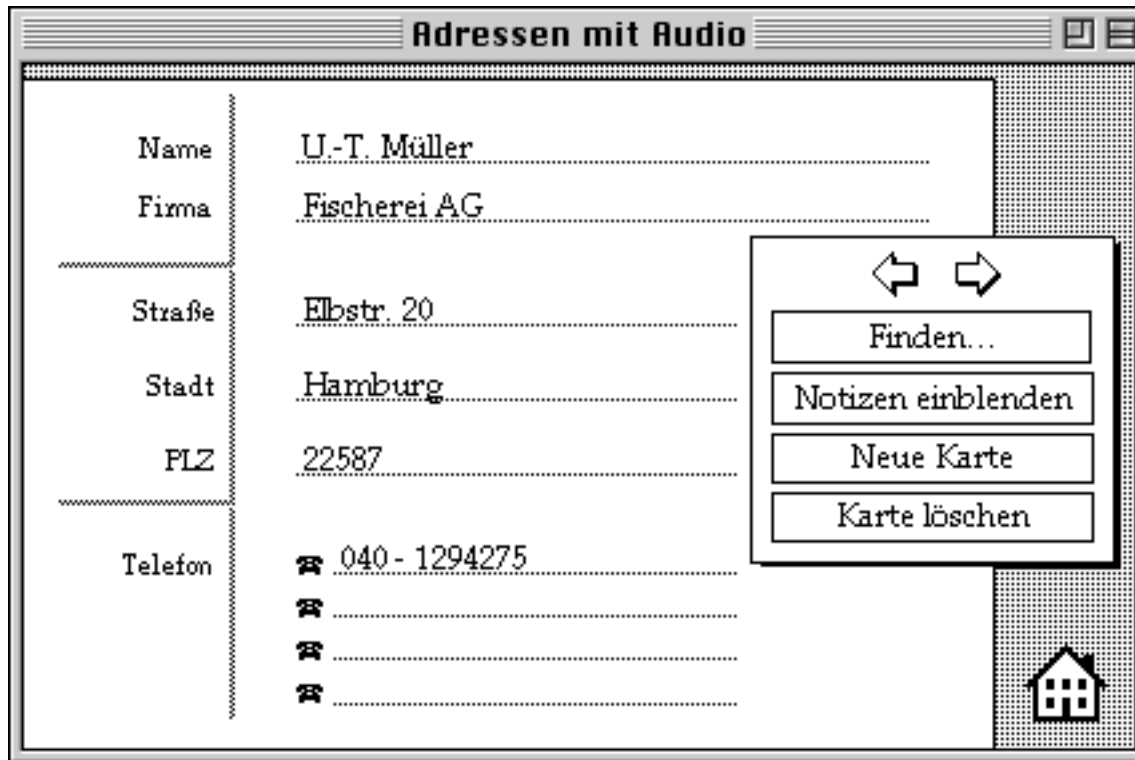 Adressen mit Audio
Name U.-T. Müller
Firma Fischerei AG
Straße Elbstr. 20
Stadt Hamburg
PLZ 22587
Telefon 040 - 1294275
Finden...
Notizen einblenden
Neue Karte
Karte löschen